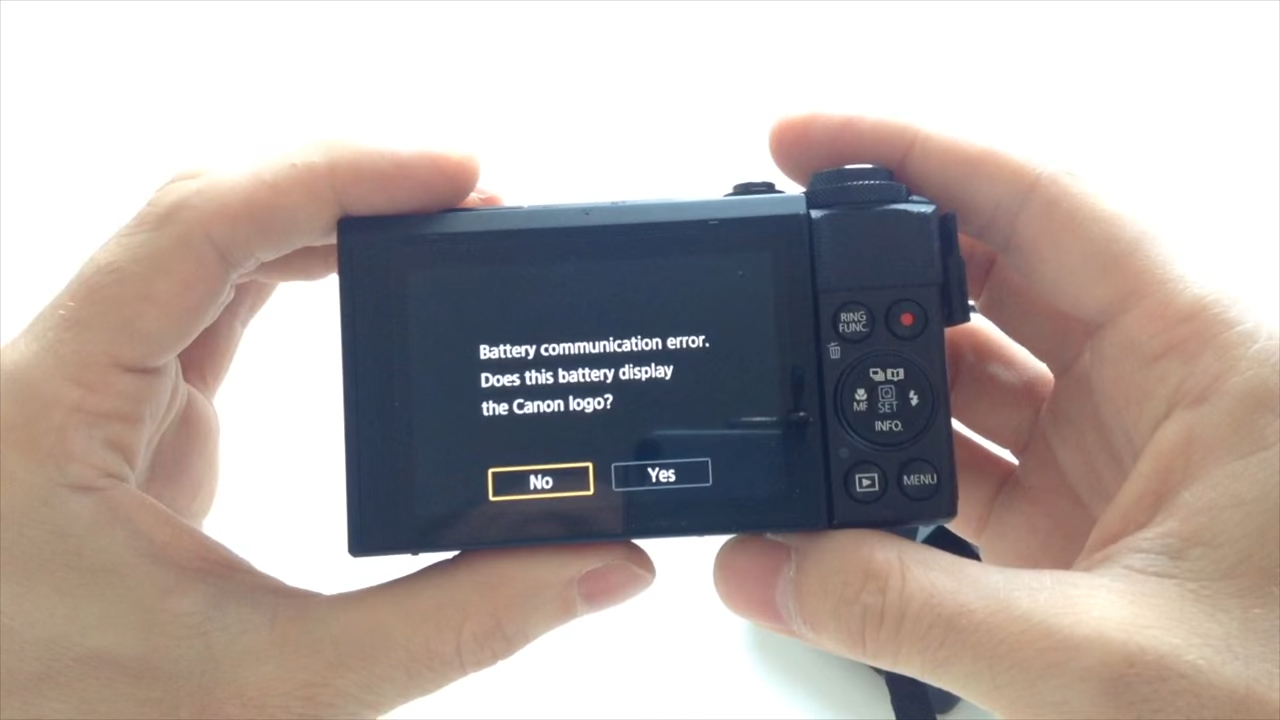 Battery communication error.
Does this battery display
the Canon logo?
No
Yes
RING
FUNC.
MF
Q
SET
INFO.
MENU